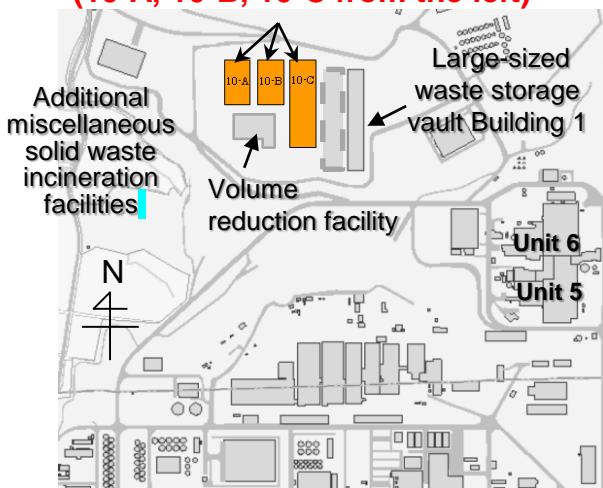 (10-A, 10-B, 10-C from the left)
10-A 10-B 10-C
Large-sized
waste storage
vault Building 1
Additional
miscellaneous
solid waste
incineration
facilities
Volume
reduction facility
Unit 6
Unit 5
N